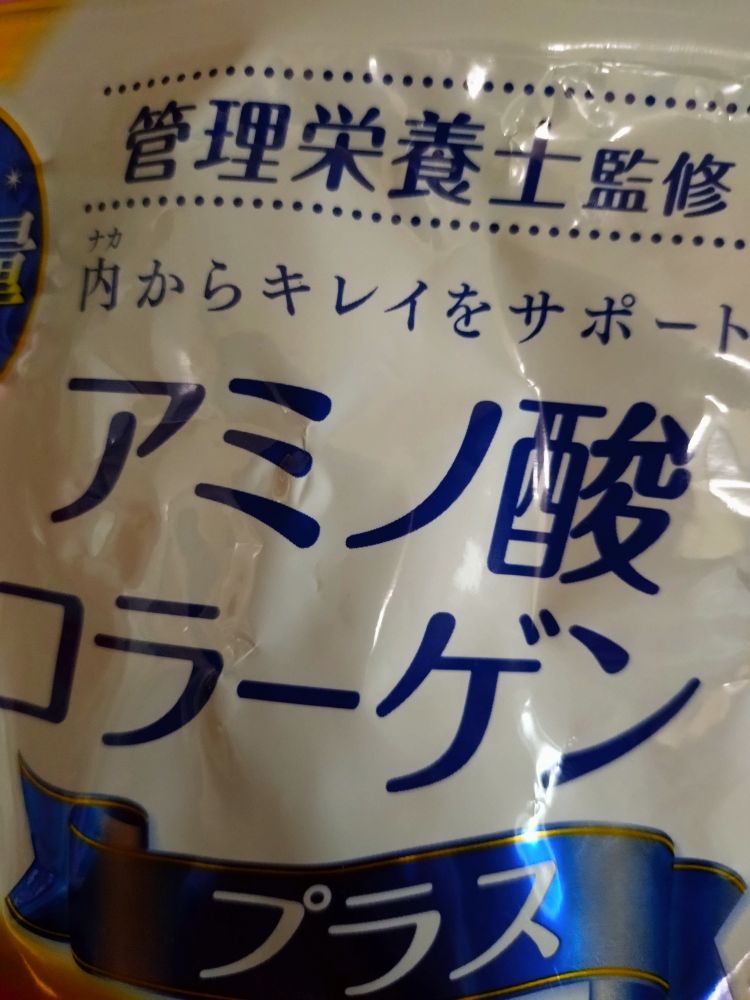 管理栄養士監修
量
ナカ
内からキレイをサポート
アミノ酸
コラーゲン
プラス